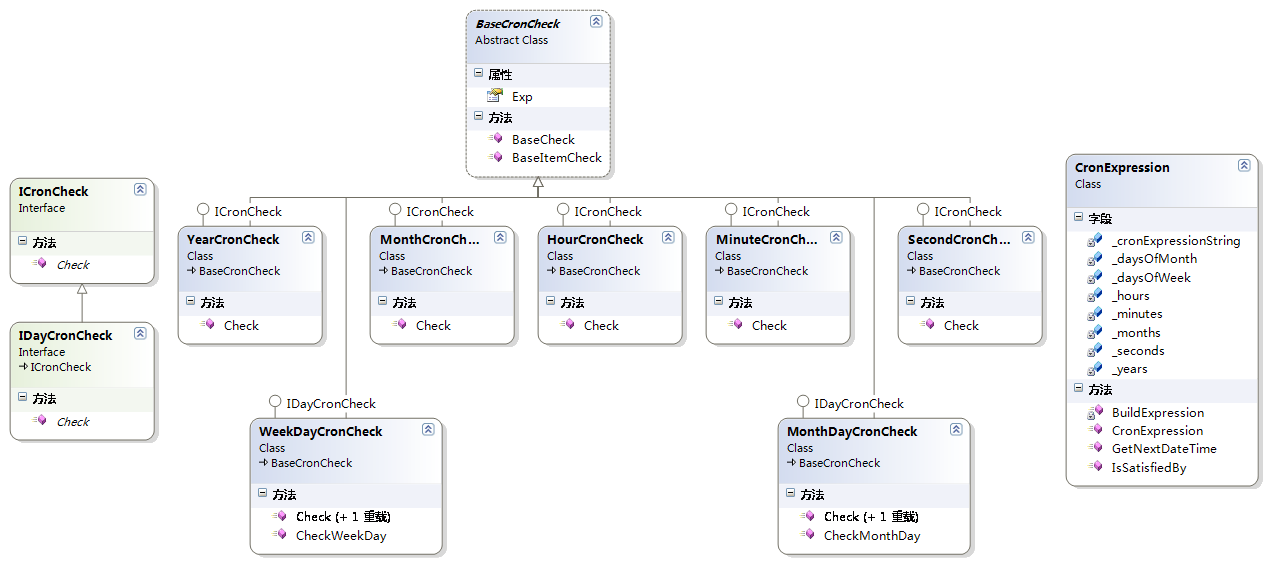 BaseCronCheck
Abstract Class
属性
Exp
方法
BaseCheck
BaseItemCheck
ICronCheck
Interface
方法
Check
IDayCronCheck
Interface
ICronCheck
方法
Check
ICronCheck
YearCronCheck
Class
BaseCronCheck
方法
Check
ICronCheck
MonthCronCh...
Class
BaseCronCheck
方法
Check
ICronCheck
HourCronCheck
Class
BaseCronCheck
方法
Check
ICronCheck
MinuteCronCh...
Class
BaseCronCheck
方法
Check
ICronCheck
SecondCronCh...
Class
BaseCronCheck
方法
Check
IDayCronCheck
WeekDayCronCheck
Class
BaseCronCheck
方法
Check (+ 1 重载)
CheckWeekDay
IDayCronCheck
MonthDayCronCheck
Class
BaseCronCheck
方法
Check (+ 1 重载)
CheckMonthDay
CronExpression
Class
字段
_cronExpressionString
_daysOfMonth
_daysOfWeek
_hours
_minutes
_months
_seconds
_years
方法
BuildExpression
CronExpression
GetNextDateTime
IsSatisfiedBy